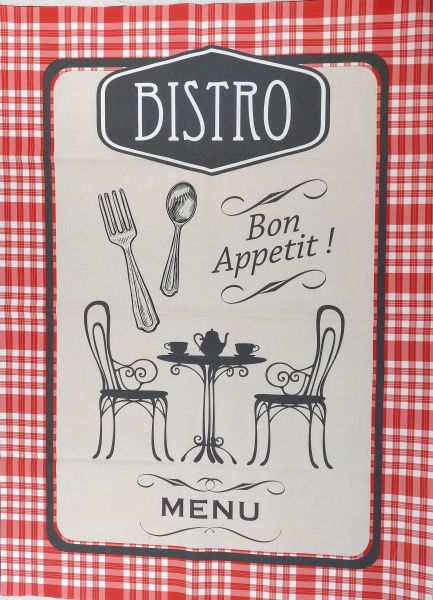 BISTRO
Bon
Appetit !
MENU